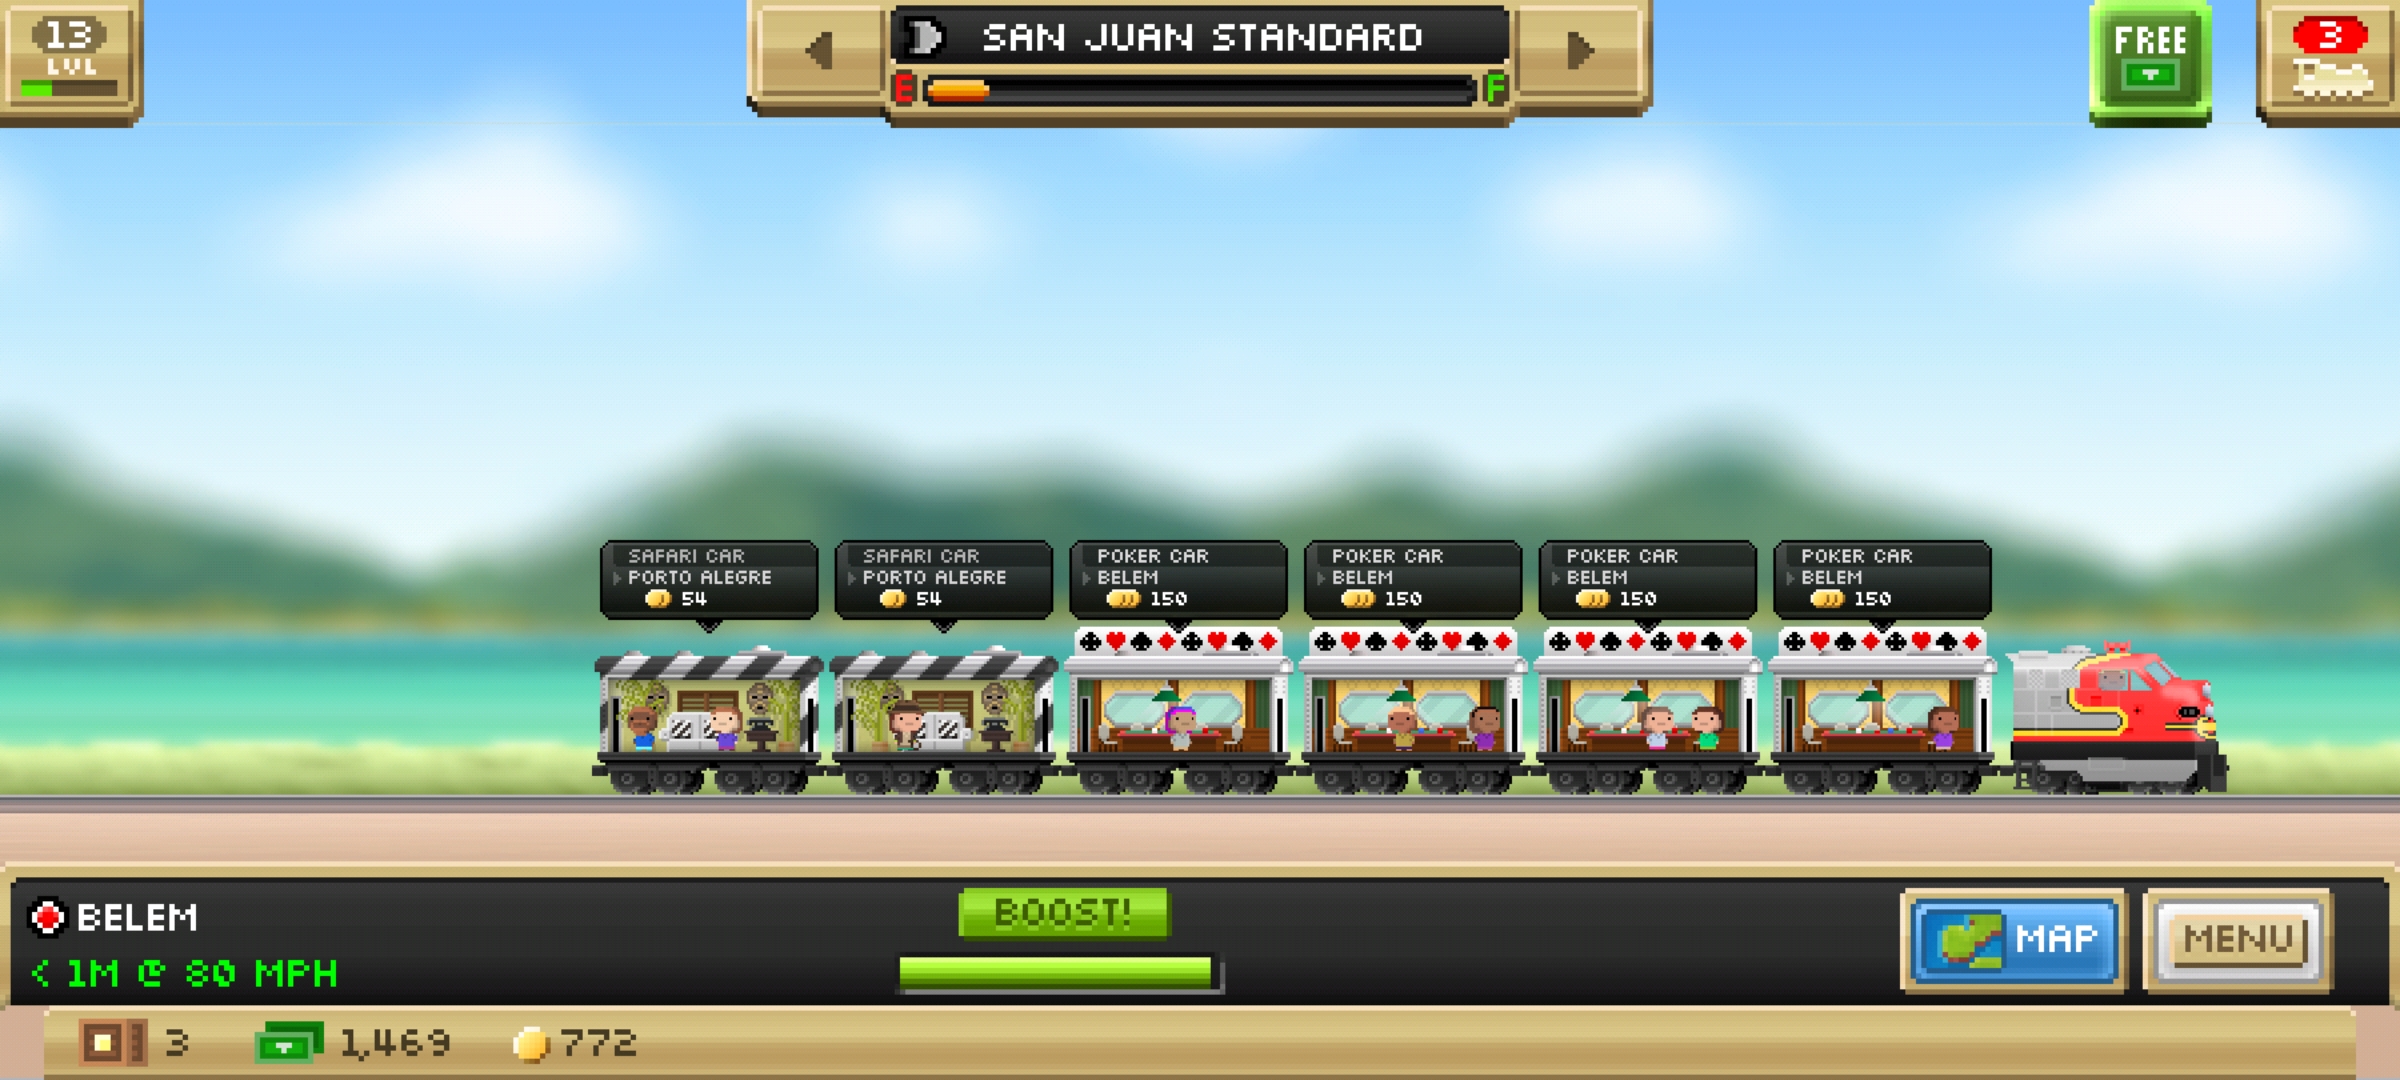 13
LVL
SAN JUAN STANDARD
E F
FREE
3
SAFARI CAR
PORTO ALEGRE
54
SAFARI CAR
PORTO ALEGRE
54
POKER CAR
BELEM
150
POKER CAR
BELEM
150
POKER CAR
BELEM
150
POKER CAR
BELEM
150
BELEM
< 1M @ 80 MPH
BOOST!
MAP
MENU
3 1,469 772